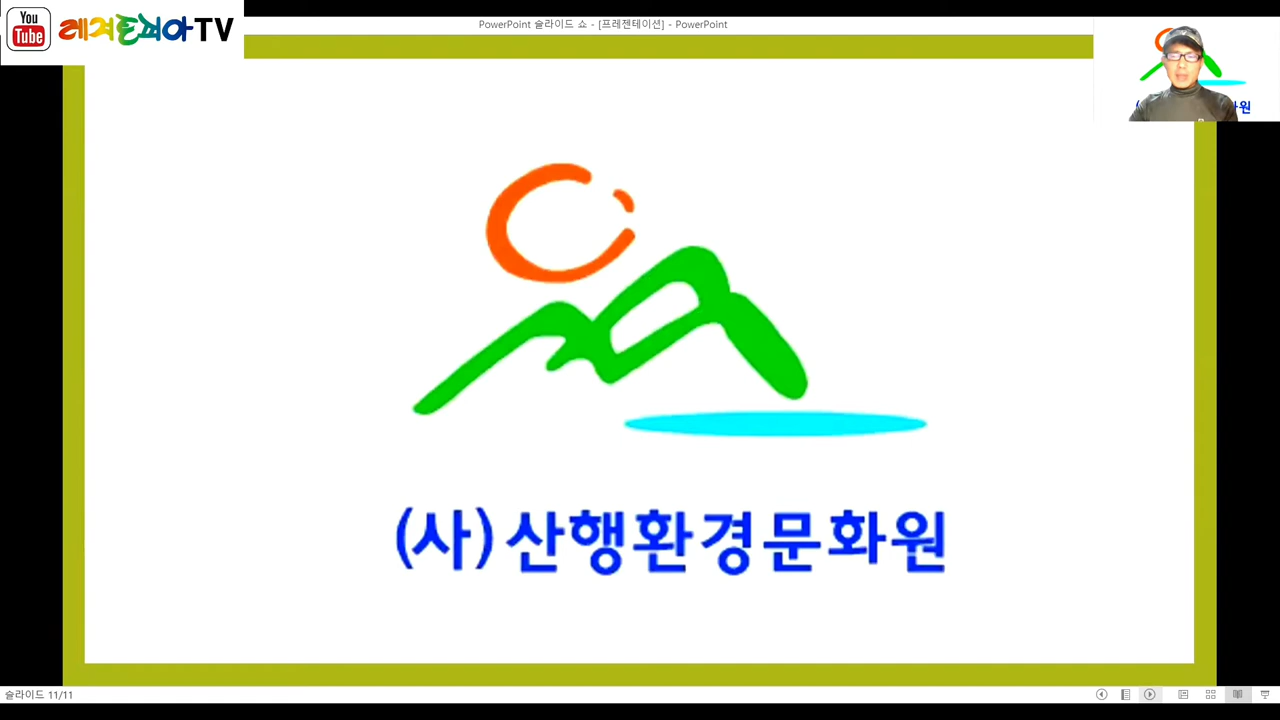 You
Tube
레저토피아TV
PowerPoint 슬라이드 쇼 - [프레젠테이션] - PowerPoint
원
(사)산행환경문화원
슬라이드 11/11